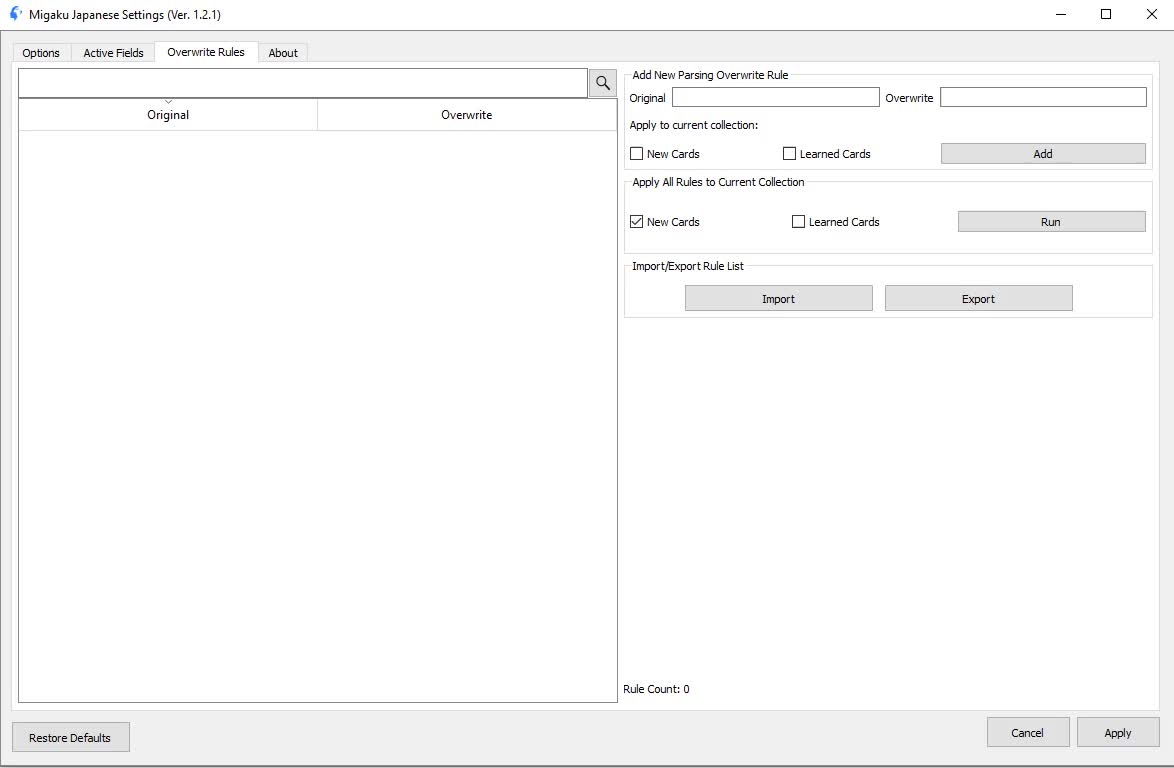 Migaku Japanese Settings (Ver. 1.2.1)
Options Active Fields Overwrite Rules About
Original Overwrite
Add New Parsing Overwrite Rule
Original Overwrite
Apply to current collection:
New Cards Learned Cards Add
Apply All Rules to Current Collection
New Cards Learned Cards Run
Import/Export Rule List
Import Export
Rule Count: 0
Restore Defaults Cancel Apply